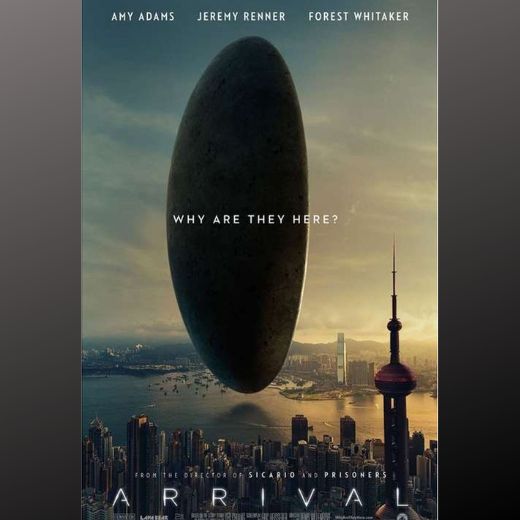 AMY ADAMS JEREMY RENNER FOREST WHITAKER
WHY ARE THEY HERE?
FROM THE DIRECTOR OF SICARIO AND PRISONERS
ARRIVAL